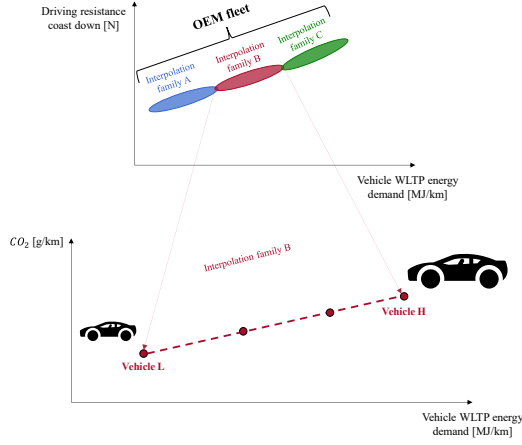 Driving resistance
coast down [N]
OEM fleet
Interpolation
family A
Interpolation
family B
Interpolation
family C
Vehicle WLTP energy
demand [MJ/km]
CO₂ [g/km]
Interpolation family B
Vehicle H
Vehicle L
Vehicle WLTP energy
demand [MJ/km]